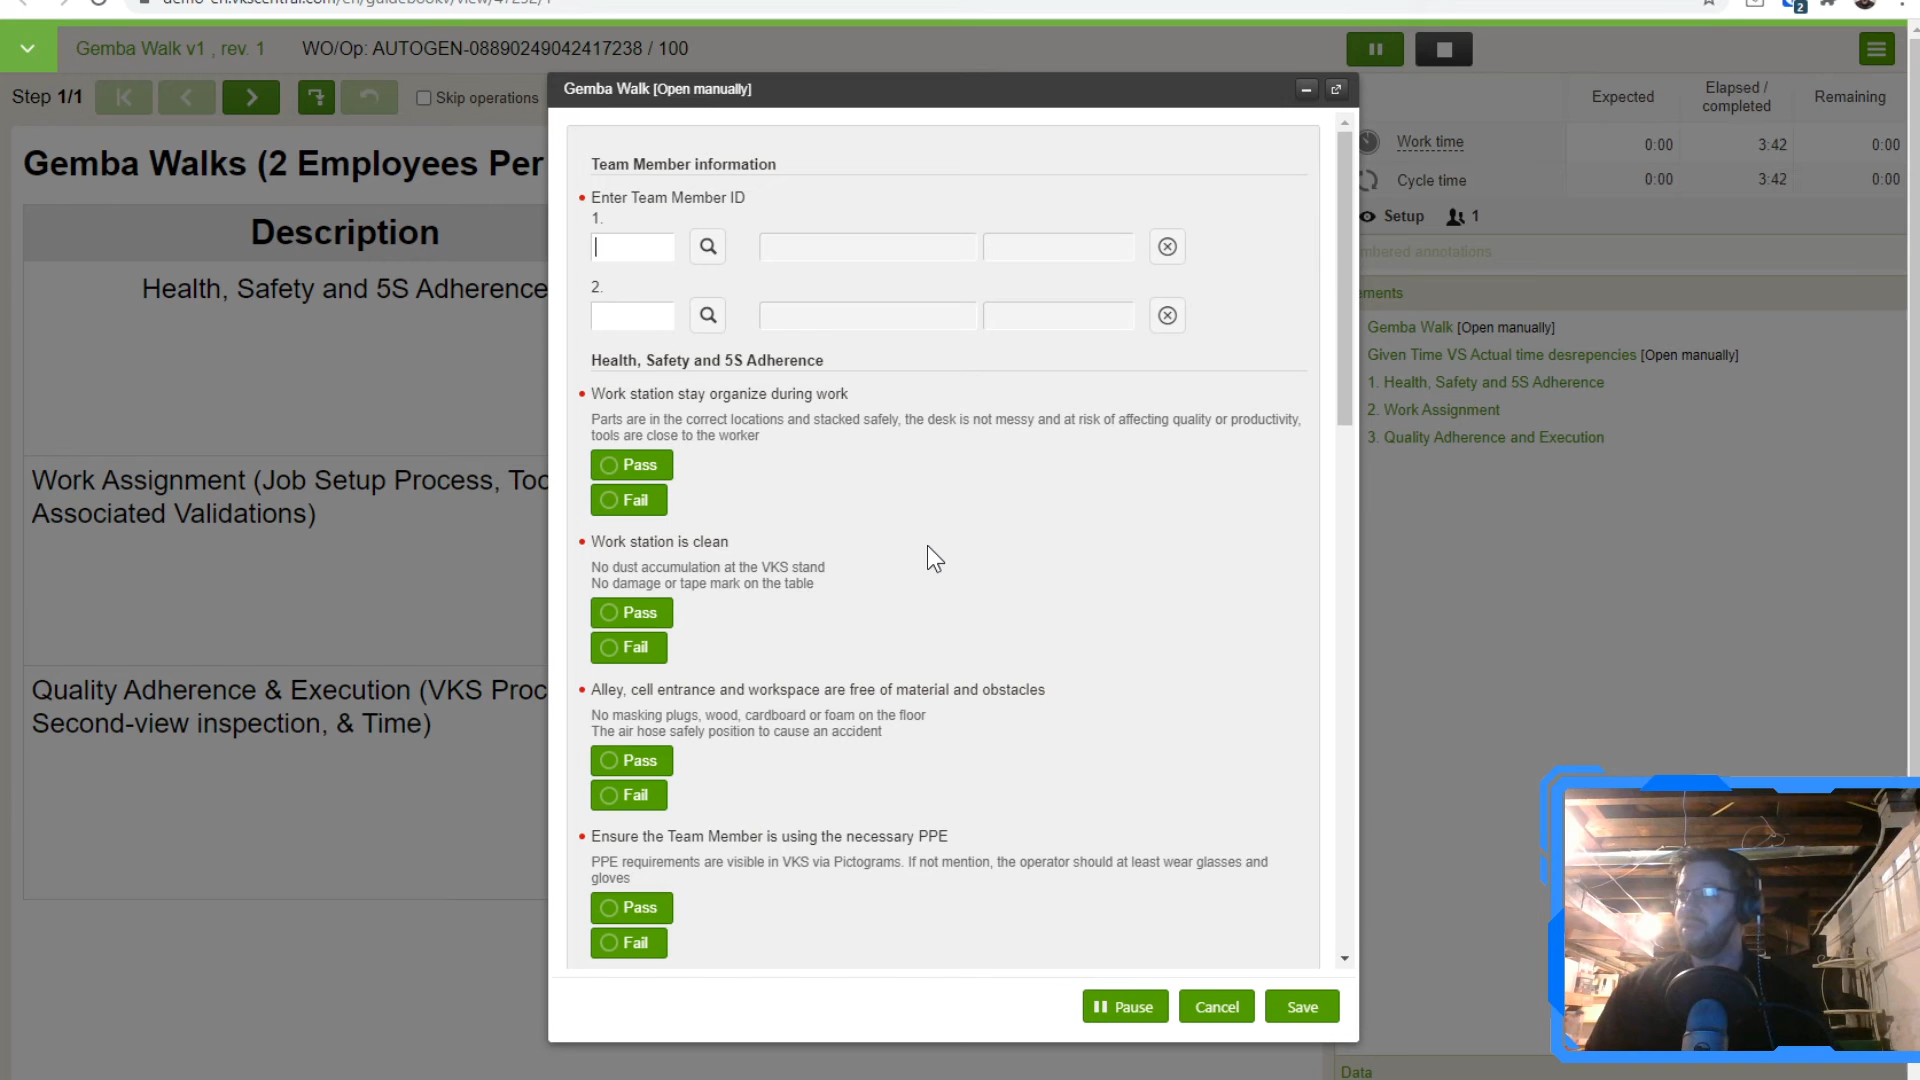 Gemba Walk v1 , rev. 1
WO/Op: AUTOGEN-08890249042417238 / 100
Step 1/1
Skip operations
Gemba Walks (2 Employees Per
Description
Health, Safety and 5S Adherence
Work Assignment (Job Setup Process,
Associated Validations)
Quality Adherence & Execution (VKS
Second-view inspection, & Time)
Gemba Walk [Open manually]
Team Member information
Enter Team Member ID
1.
2.
Health, Safety and 5S Adherence
Work station stay organize during work
Parts are in the correct locations and stacked safely, the desk is not messy and at risk of affecting quality or productivity,
tools are close to the worker
Pass
Fail
Work station is clean
No dust accumulation at the VKS stand
No damage or tape mark on the table
Pass
Fail
Alley, cell entrance and workspace are free of material and obstacles
No masking plugs, wood, cardboard or foam on the floor
The air hose safely position to cause an accident
Pass
Fail
Ensure the Team Member is using the necessary PPE
PPE requirements are visible in VKS via Pictograms. If not mention, the operator should at least wear glasses and
gloves
Pass
Fail
Pause
Cancel
Save
Expected
Elapsed /
completed
Remaining
Work time
0:00
3:42
0:00
Cycle time
0:00
3:42
0:00
Setup
1
annotations
Gemba Walk [Open manually]
Given Time VS Actual time desrepencies [Open manually]
1. Health, Safety and 5S Adherence
2. Work Assignment
3. Quality Adherence and Execution
Data
2